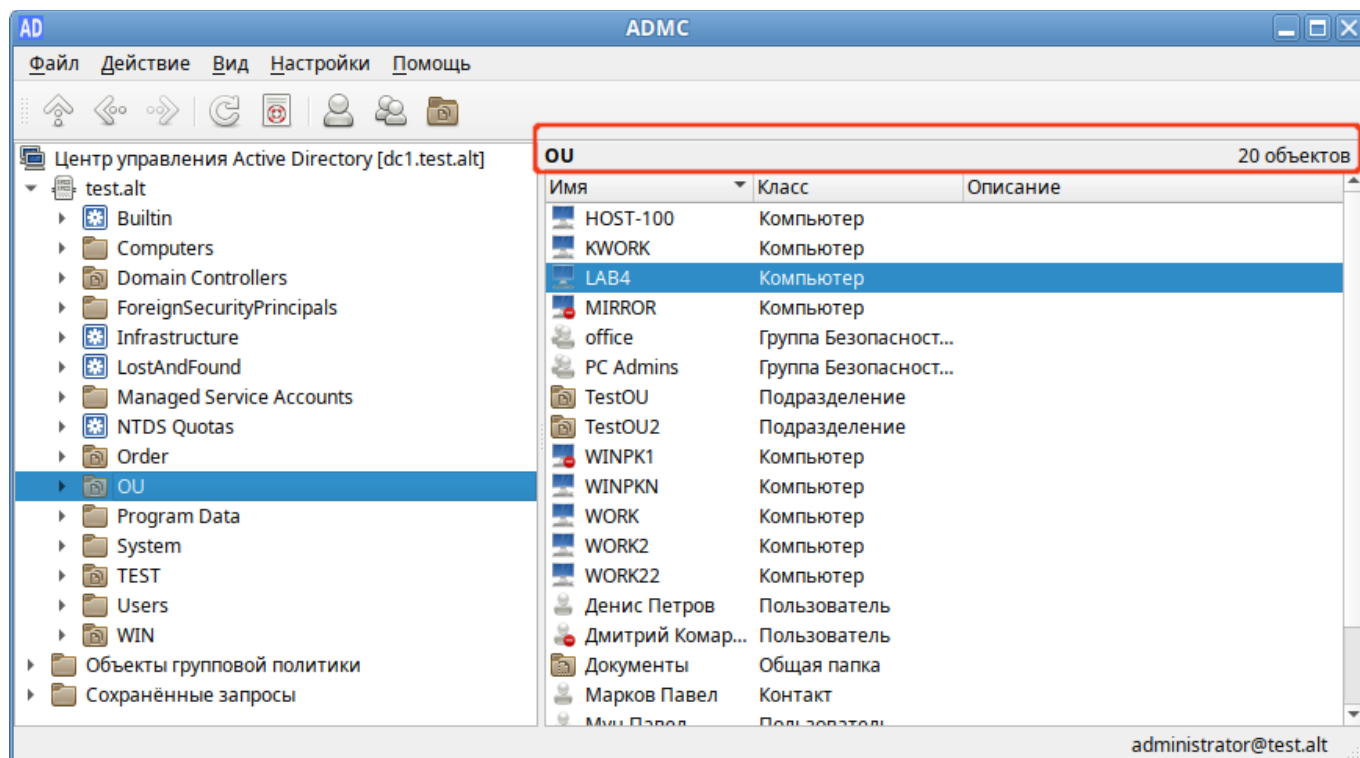 AD ADMC
Файл Действие Вид Настройки Помощь
Центр управления Active Directory [dc1.test.alt]
test.alt
Builtin
Computers
Domain Controllers
ForeignSecurityPrincipals
Infrastructure
LostAndFound
Managed Service Accounts
NTDS Quotas
Order
OU
Program Data
System
TEST
Users
WIN
Объекты групповой политики
Сохранённые запросы
OU 20 объектов
Имя Класс Описание
HOST-100 Компьютер
KWORK Компьютер
LAB4 Компьютер
MIRROR Компьютер
office Группа Безопасност...
PC Admins Группа Безопасност...
TestOU Подразделение
TestOU2 Подразделение
WINPK1 Компьютер
WINPKN Компьютер
WORK Компьютер
WORK2 Компьютер
WORK22 Компьютер
Денис Петров Пользователь
Дмитрий Комар... Пользователь
Документы Общая папка
Марков Павел Контакт
Павел Пользователь
administrator@test.alt